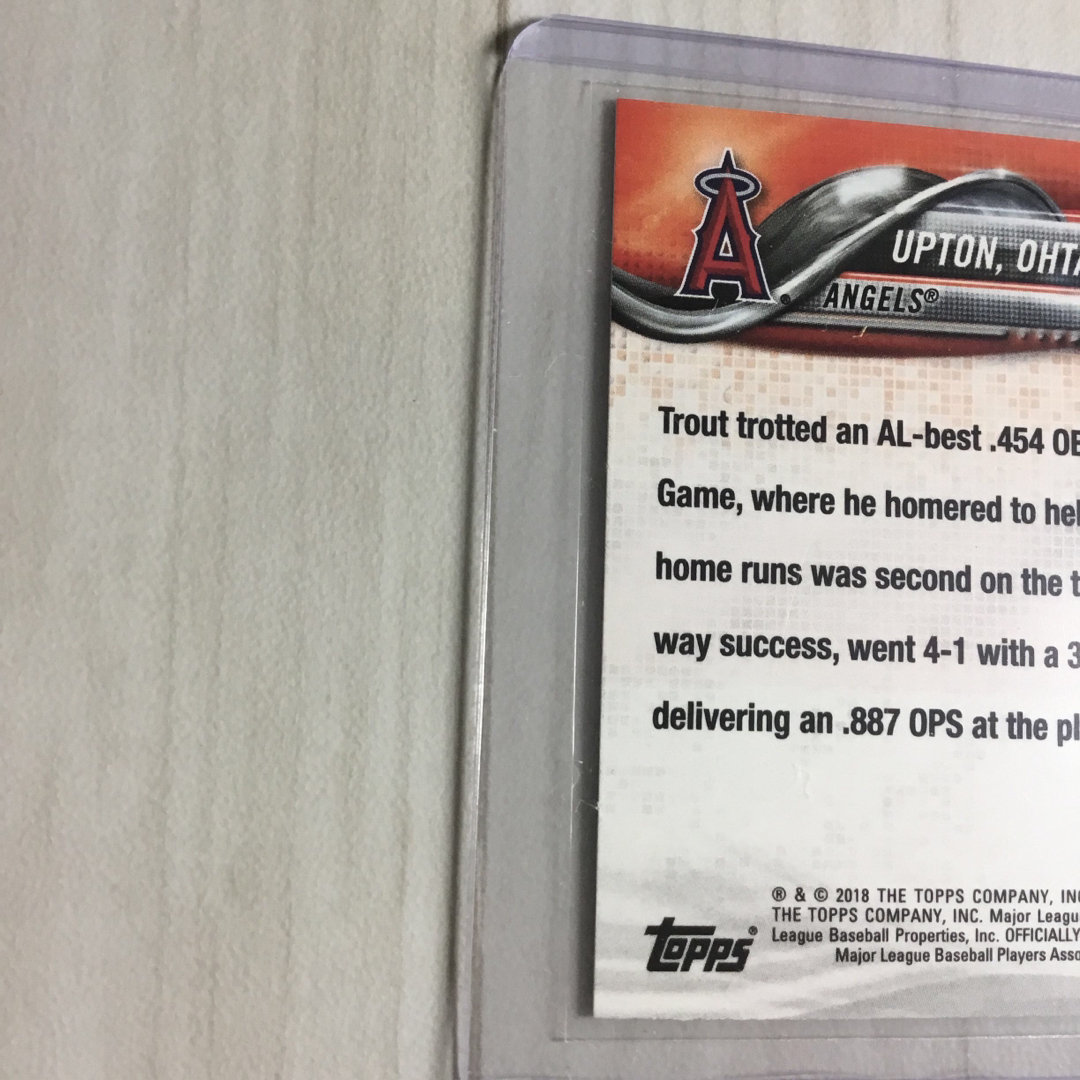 A
UPTON, OHTA
ANGELS®
Trout trotted an AL-best .454 OB
Game, where he homered to hel
home runs was second on the t
way success, went 4-1 with a 3
delivering an .887 OPS at the pl
® & © 2018 THE TOPPS COMPANY, INC
THE TOPPS COMPANY, INC. Major Leagu
League Baseball Properties, Inc. OFFICIALLY
Major League Baseball Players Asso
topps®